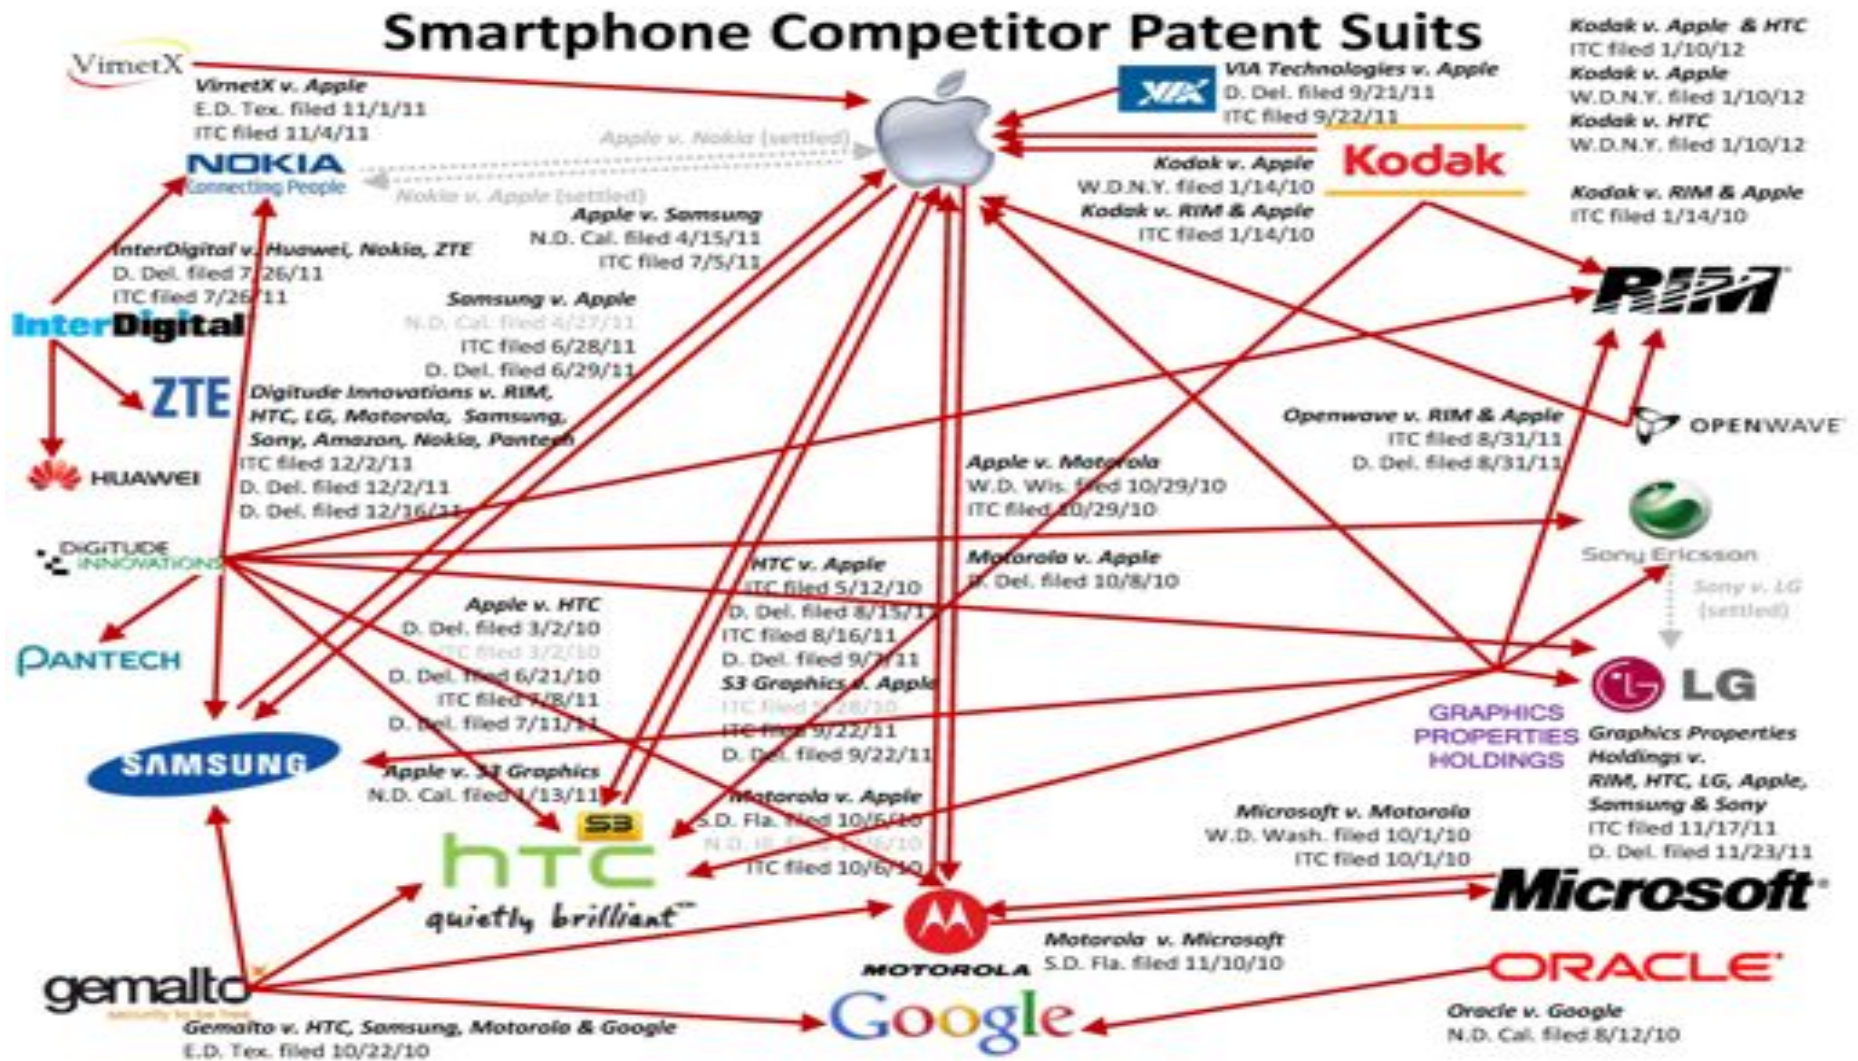 Smartphone Competitor Patent Suits
VirnetX
VirnetX v. Apple
E.D. Tex. filed 11/1/11
ITC filed 11/4/11
NOKIA
Connecting People
Apple v. Nokia (settled)
Nokia v. Apple (settled)
VIA
VIA Technologies v. Apple
D. Del. filed 9/21/11
ITC filed 9/22/11
Kodak
Kodak v. Apple & HTC
ITC filed 1/10/12
Kodak v. Apple
W.D.N.Y. filed 1/10/12
Kodak v. HTC
W.D.N.Y. filed 1/10/12
Kodak v. RIM & Apple
ITC filed 1/14/10
Kodak v. Apple
W.D.N.Y. filed 1/14/10
Kodak v. RIM & Apple
ITC filed 1/14/10
Apple v. Samsung
N.D. Cal. filed 4/15/11
ITC filed 7/5/11
InterDigital v. Huawei, Nokia, ZTE
D. Del. filed 7/26/11
ITC filed 7/26/11
InterDigital
Samsung v. Apple
N.D. Cal. filed 4/27/11
ITC filed 6/28/11
D. Del. filed 6/29/11
RIM
ZTE
Digitude Innovations v. RIM,
HTC, LG, Motorola, Samsung,
Sony, Amazon, Nokia, Pantech
ITC filed 12/2/11
D. Del. filed 12/2/11
D. Del. filed 12/16/11
HUAWEI
Openwave v. RIM & Apple
ITC filed 8/31/11
D. Del. filed 8/31/11
OPENWAVE
Apple v. Motorola
W.D. Wis. filed 10/29/10
ITC filed 10/29/10
Motorola v. Apple
D. Del. filed 10/8/10
Sony Ericsson
Sony v. LG
(settled)
DiGiTUDE
INNOVATIONS
PANTECH
HTC v. Apple
ITC filed 5/12/10
D. Del. filed 8/15/11
ITC filed 8/16/11
D. Del. filed 9/7/11
S3 Graphics v. Apple
ITC filed 5/28/10
ITC filed 9/22/11
D. Del. filed 9/22/11
Apple v. HTC
D. Del. filed 3/2/10
ITC filed 3/2/10
D. Del. filed 6/21/10
ITC filed 7/8/11
D. Del. filed 7/11/11
LG
GRAPHICS
PROPERTIES
HOLDINGS
Graphics Properties
Holdings v.
RIM, HTC, LG, Apple,
Samsung & Sony
ITC filed 11/17/11
D. Del. filed 11/23/11
SAMSUNG
Apple v. S3 Graphics
N.D. Cal. filed 1/13/11
Motorola v. Apple
S.D. Fla. filed 10/6/10
N.D. Ill. filed 10/6/10
ITC filed 10/6/10
S3
hTC
quietly brilliant™
Microsoft v. Motorola
W.D. Wash. filed 10/1/10
ITC filed 10/1/10
Microsoft
MOTOROLA
Motorola v. Microsoft
S.D. Fla. filed 11/10/10
gemalto
security to be free
Gemalto v. HTC, Samsung, Motorola & Google
E.D. Tex. filed 10/22/10
Google
ORACLE
Oracle v. Google
N.D. Cal. filed 8/12/10